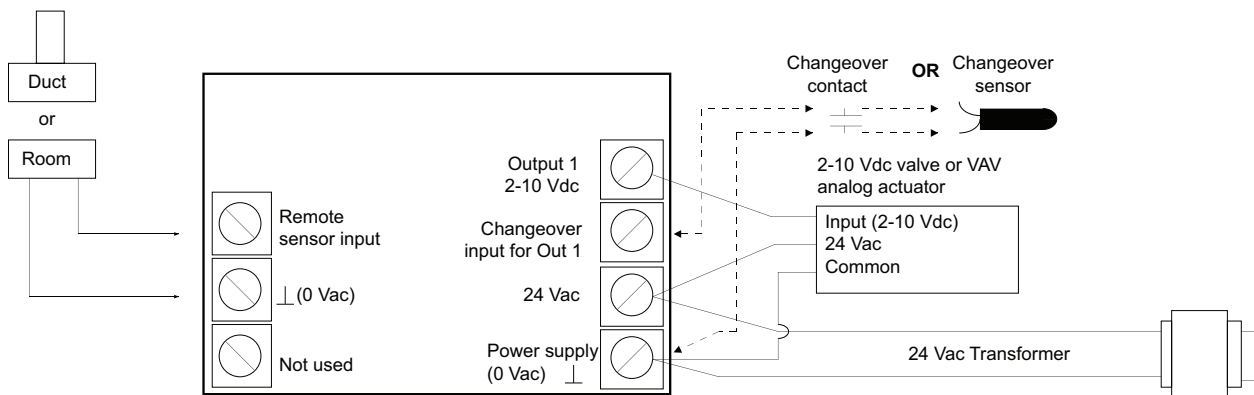 Duct
or
Room
Remote
sensor input
(0 Vac)
Not used
Output 1
2-10 Vdc
Changeover
input for Out 1
24 Vac
Power supply
(0 Vac)
Changeover
contact
OR
Changeover
sensor
2-10 Vdc valve or VAV
analog actuator
Input (2-10 Vdc)
24 Vac
Common
24 Vac Transformer